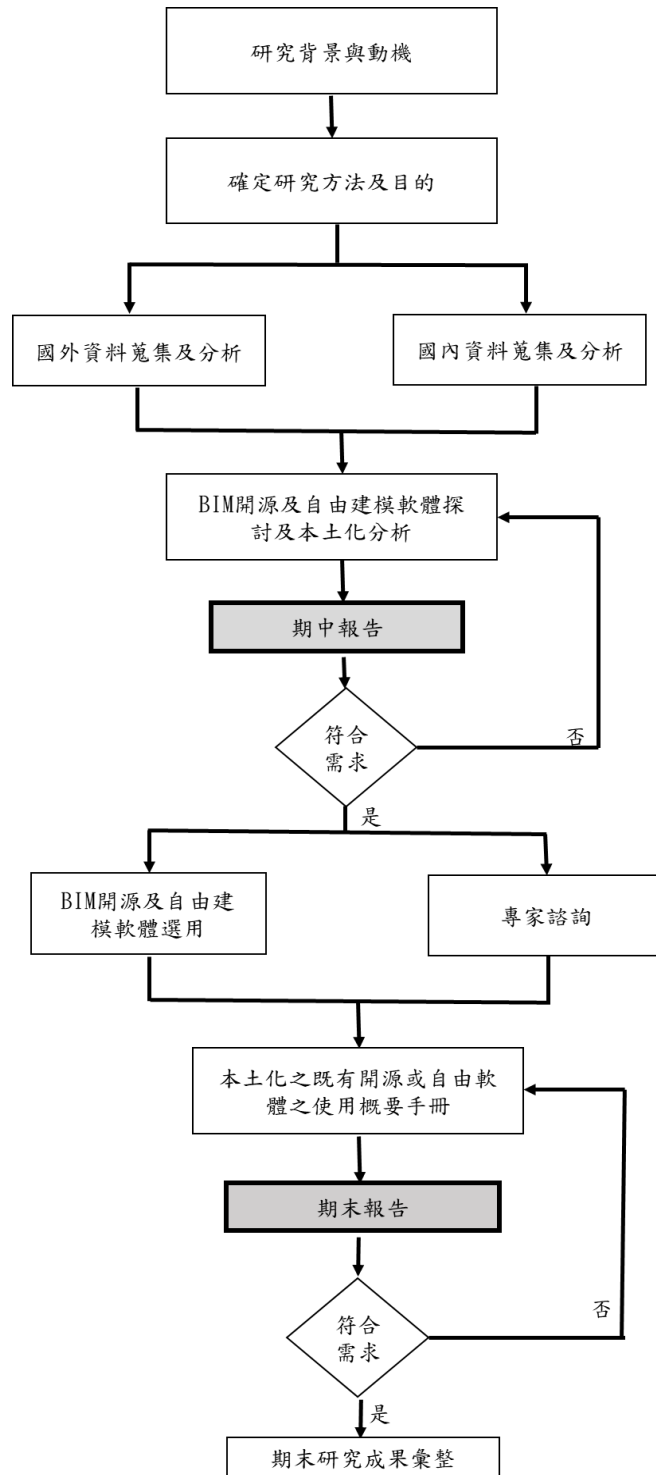 研究背景與動機
確定研究方法及目的
國外資料蒐集及分析
國內資料蒐集及分析
BIM開源及自由建模軟體探
討及本土化分析
期中報告
符合
需求
否
是
BIM開源及自由建
模軟體選用
專家諮詢
本土化之既有開源或自由軟
體之使用概要手冊
期末報告
符合
需求
否
是
期末研究成果彙整